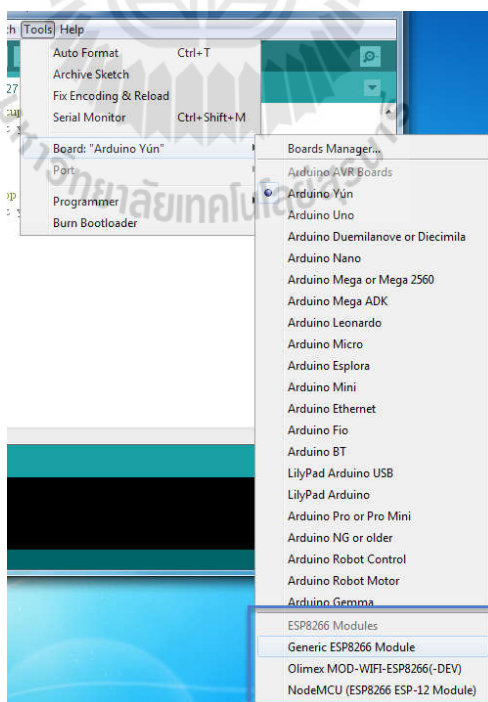 Tools Help
Auto Format Ctrl+T
Archive Sketch
Fix Encoding & Reload
Serial Monitor Ctrl+Shift+M
Board: "Arduino Yún"
Port
Programmer
Burn Bootloader
Boards Manager...
Arduino AVR Boards
Arduino Yún
Arduino Uno
Arduino Duemilanove or Diecimila
Arduino Nano
Arduino Mega or Mega 2560
Arduino Mega ADK
Arduino Leonardo
Arduino Micro
Arduino Esplora
Arduino Mini
Arduino Ethernet
Arduino Fio
Arduino BT
LilyPad Arduino USB
LilyPad Arduino
Arduino Pro or Pro Mini
Arduino NG or older
Arduino Robot Control
Arduino Robot Motor
Arduino Gemma
ESP8266 Modules
Generic ESP8266 Module
Olimex MOD-WIFI-ESP8266(-DEV)
NodeMCU (ESP8266 ESP-12 Module)